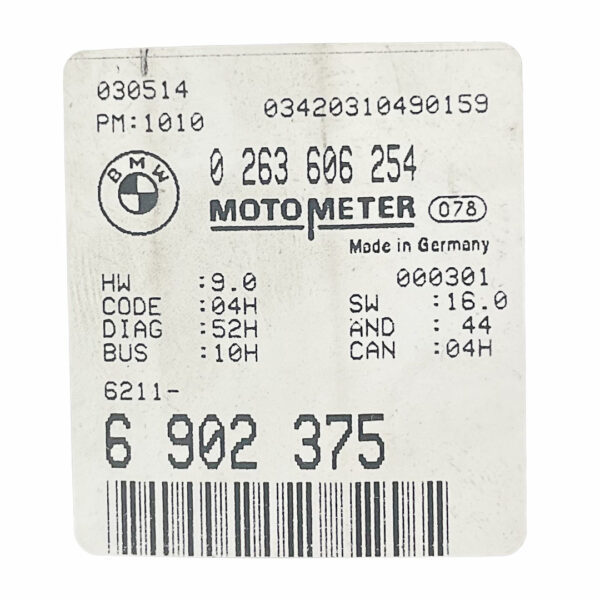 030514
03420310490159
PM:1010
BMW
0 263 606 254
MOTOMETER 078
Made in Germany
000301
HW :9.0
SW :16.0
CODE :04H
AND : 44
DIAG :52H
CAN :04H
BUS :10H
6211-
6 902 375